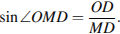 sin ∠OMD = OD/MD.